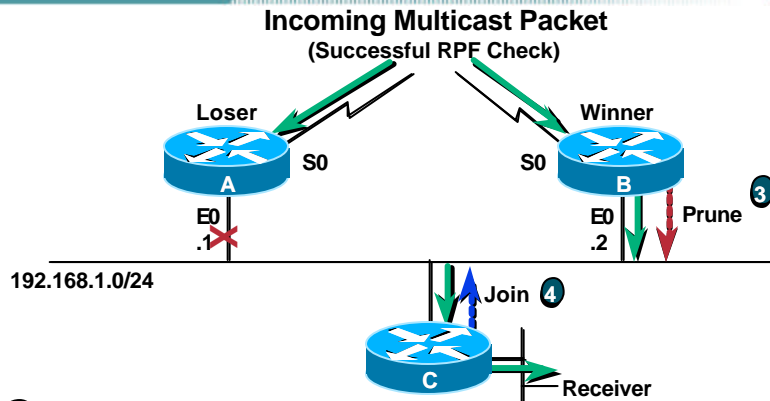 Incoming Multicast Packet
(Successful RPF Check)
Loser
Winner
S0
S0
A
B
E0
.1
E0
.2
Prune
3
192.168.1.0/24
Join 4
C
Receiver